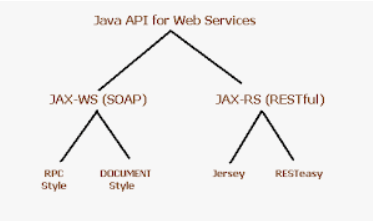 Java API for Web Services
JAX-WS (SOAP) JAX-RS (RESTful)
RPC DOCUMENT Jersey RESTeasy
Style Style